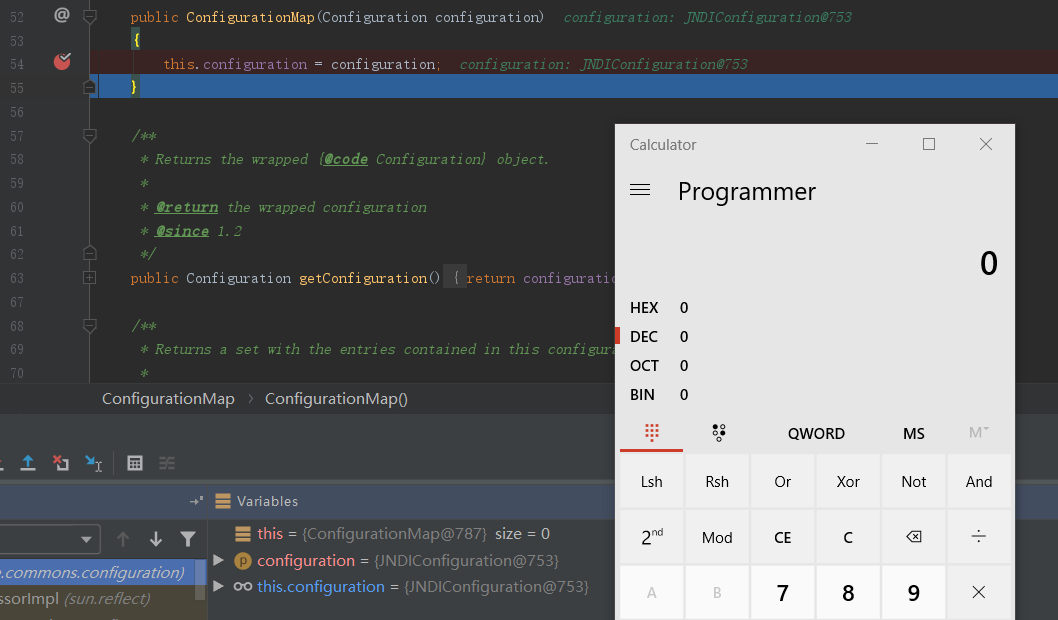 52 @ public ConfigurationMap(Configuration configuration) configuration: JNDIConfiguration@753
53 {
54 this.configuration = configuration; configuration: JNDIConfiguration@753
55 }
56
57 /**
58 * Returns the wrapped {@code Configuration} object.
59 *
60 * @return the wrapped configuration
61 * @since 1.2
62 */
63 public Configuration getConfiguration() { return configuratio
67
68 /**
69 * Returns a set with the entries contained in this configur
70 *
ConfigurationMap › ConfigurationMap()
Variables
this = {ConfigurationMap@787} size = 0
p configuration = {JNDIConfiguration@753}
this.configuration = {JNDIConfiguration@753}
.commons.configuration)
ssorImpl (sun.reflect)
Calculator
Programmer
0
HEX 0
DEC 0
OCT 0
BIN 0
QWORD MS M
Lsh Rsh Or Xor Not And
2nd Mod CE C ⌫ ÷
A B 7 8 9 ×